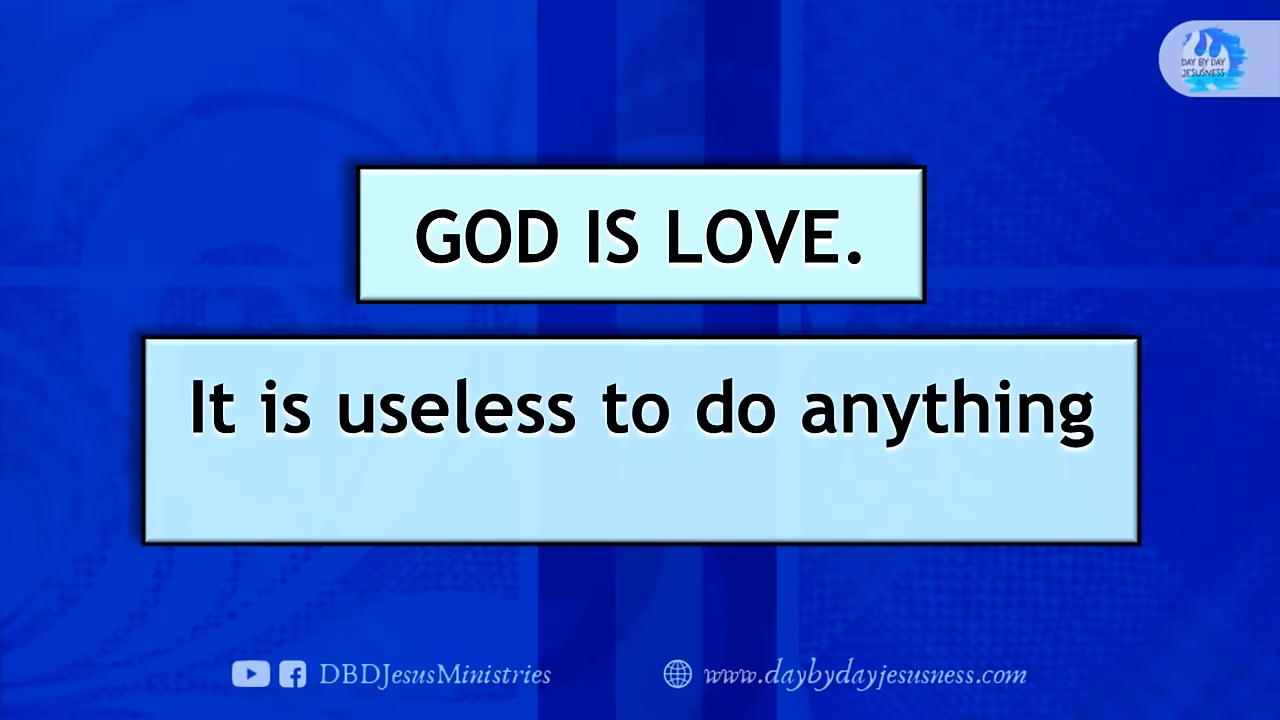 DAY BY DAY
JESUSNESS
GOD IS LOVE.
It is useless to do anything
DBDJesusMinistries www.daybydayjesusness.com